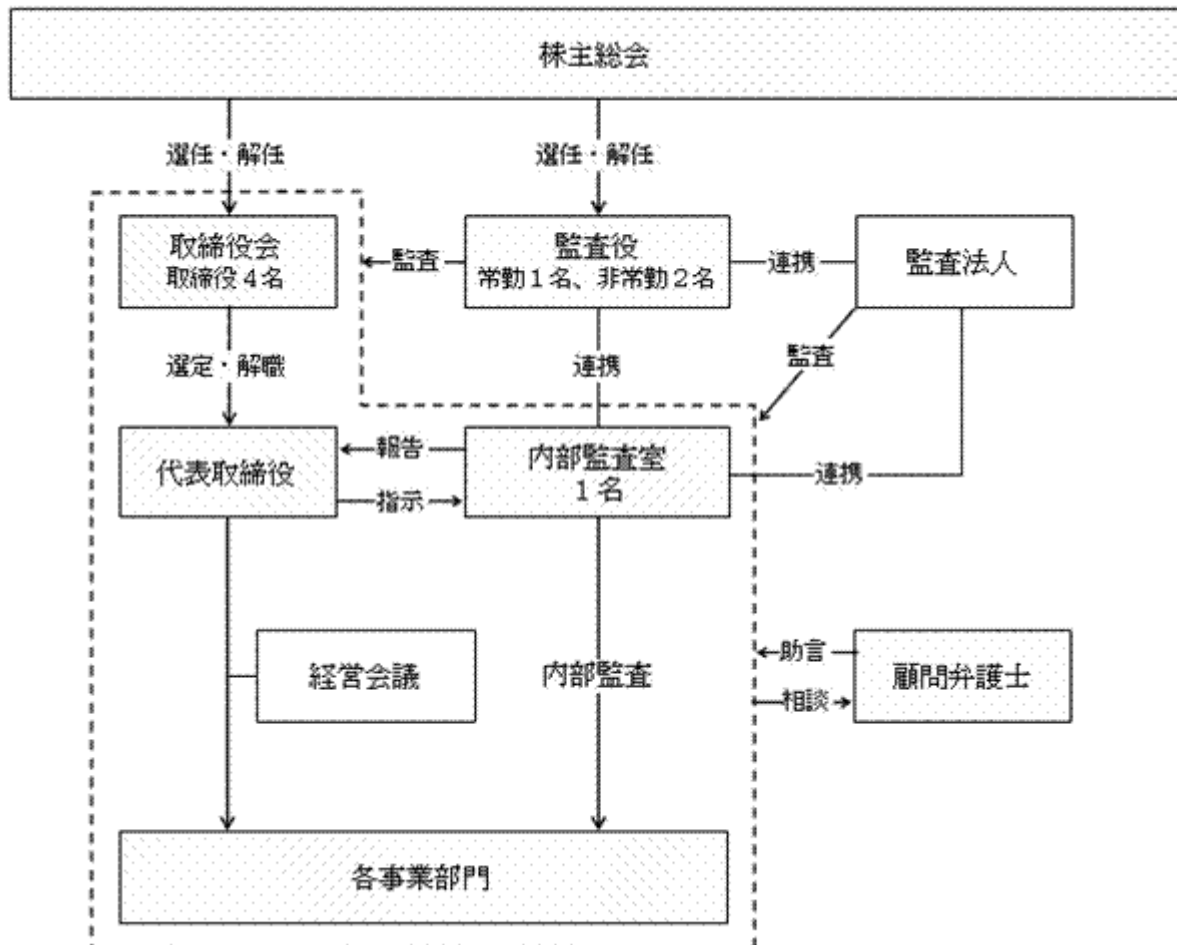 株主総会
選任・解任
選任・解任
取締役会
取締役4名
監査
監査役
常勤1名、非常勤2名
連携
監査法人
選定・解職
連携
監査
代表取締役
報告
指示
内部監査室
1名
連携
経営会議
内部監査
助言
相談
顧問弁護士
各事業部門